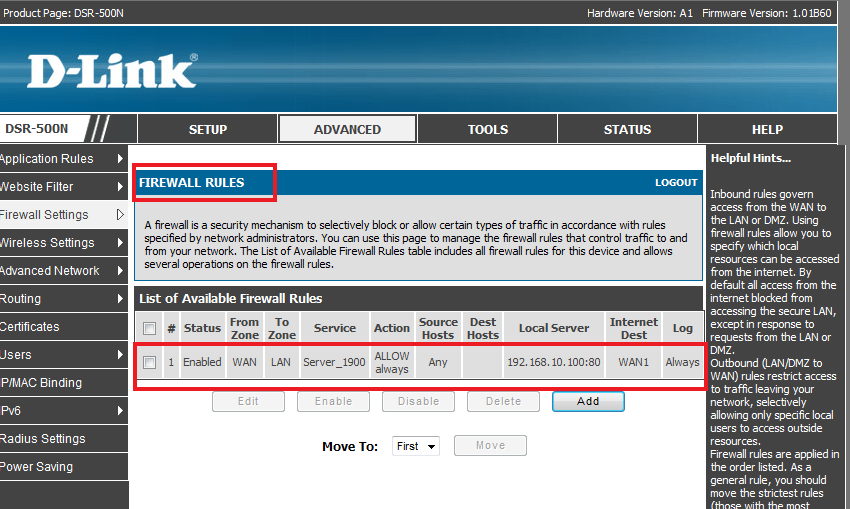 Product Page: DSR-500N
Hardware Version: A1 Firmware Version: 1.01B60
D-Link®
DSR-500N
SETUP
ADVANCED
TOOLS
STATUS
HELP
Application Rules
Website Filter
Firewall Settings
Wireless Settings
Advanced Network
Routing
Certificates
Users
IP/MAC Binding
IPv6
Radius Settings
Power Saving
FIREWALL RULES
LOGOUT
A firewall is a security mechanism to selectively block or allow certain types of traffic in accordance with rules
specified by network administrators. You can use this page to manage the firewall rules that control traffic to and
from your network. The List of Available Firewall Rules table includes all firewall rules for this device and allows
several operations on the firewall rules.
List of Available Firewall Rules
# Status From Zone To Zone Service Action Source Hosts Dest Hosts Local Server Internet Dest Log
1 Enabled WAN LAN Server_1900 ALLOW always Any 192.168.10.100:80 WAN1 Always
Edit Enable Disable Delete Add
Move To: First Move
Helpful Hints...
Inbound rules govern
access from the WAN to
the LAN or DMZ. Using
firewall rules allow you to
specify which local
resources can be accessed
from the internet. By
default all access from the
internet blocked from
accessing the secure LAN,
except in response to
requests from the LAN or
DMZ.
Outbound (LAN/DMZ to
WAN) rules restrict access
to traffic leaving your
network, selectively
allowing only specific local
users to access outside
resources.
Firewall rules are applied in
the order listed. As a
general rule, you should
move the strictest rules
(those with the most